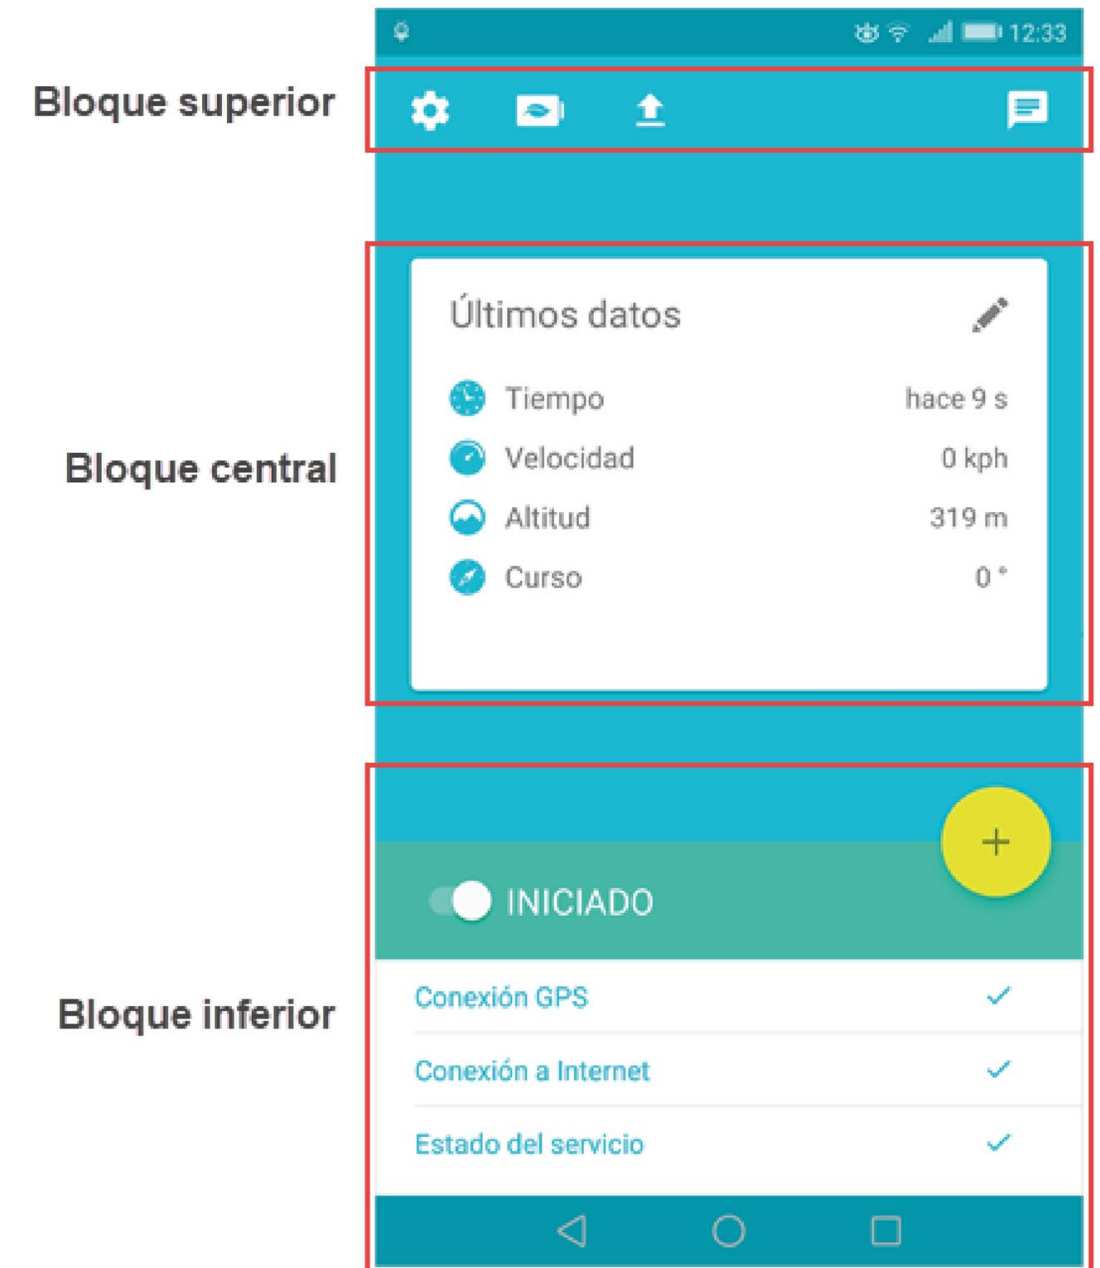 12:33
Bloque superior
Últimos datos
Tiempo hace 9 s
Velocidad 0 kph
Bloque central
Altitud 319 m
Curso 0 °
+
INICIADO
Conexión GPS
Bloque inferior
Conexión a Internet
Estado del servicio